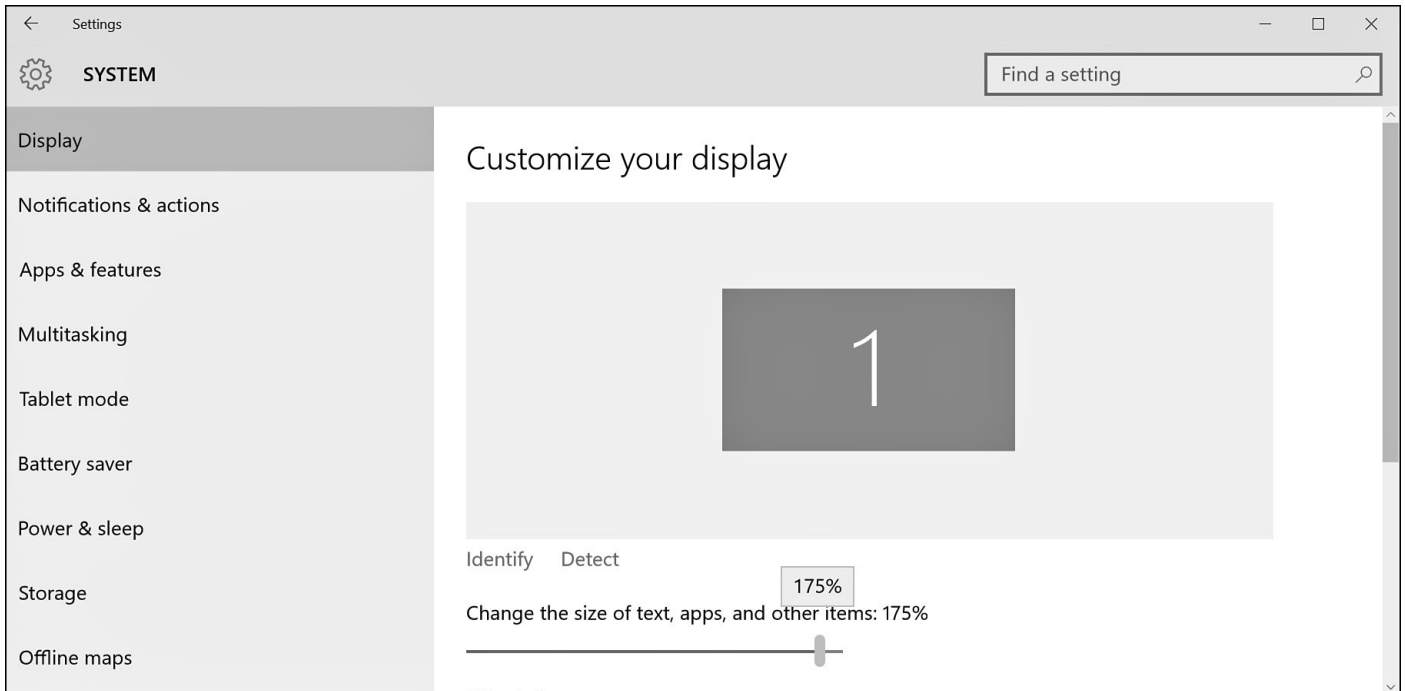 Settings
SYSTEM
Find a setting
Display
Notifications & actions
Apps & features
Multitasking
Tablet mode
Battery saver
Power & sleep
Storage
Offline maps
Customize your display
1
Identify Detect
175%
Change the size of text, apps, and other items: 175%